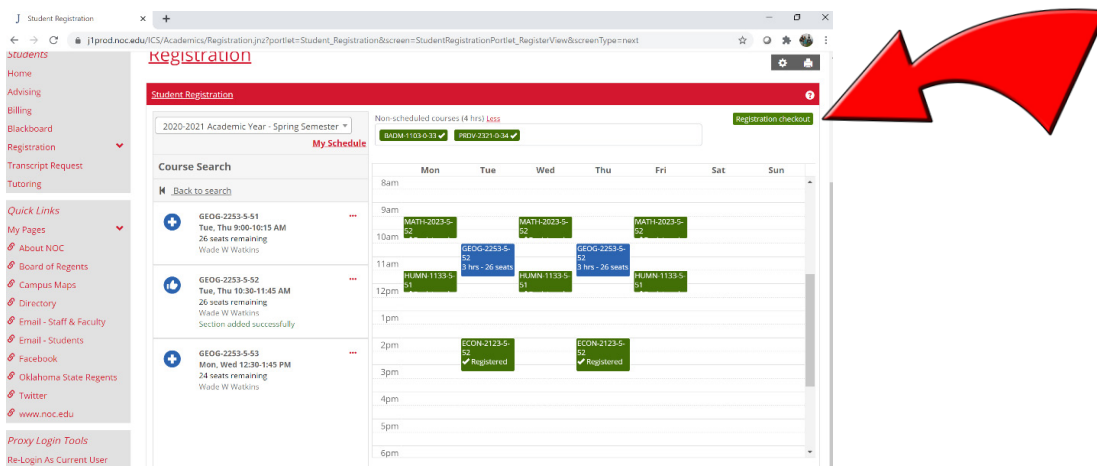 Student Registration
j1prod.noc.edu/ICS/Academics/Registration.jnz?portlet=Student_Registration&screen=StudentRegistrationPortlet_RegisterView&screenType=next
Students
Home
Advising
Billing
Blackboard
Registration
Transcript Request
Tutoring
Quick Links
My Pages
About NOC
Board of Regents
Campus Maps
Directory
Email - Staff & Faculty
Email - Students
Facebook
Oklahoma State Regents
Twitter
www.noc.edu
Proxy Login Tools
Re-Login As Current User
Registration
Student Registration
2020-2021 Academic Year - Spring Semester
My Schedule
Course Search
Back to search
GEOG-2253-5-51
Tue, Thu 9:00-10:15 AM
26 seats remaining
Wade W Watkins
GEOG-2253-5-52
Tue, Thu 10:30-11:45 AM
26 seats remaining
Wade W Watkins
Section added successfully
GEOG-2253-5-53
Mon, Wed 12:30-1:45 PM
24 seats remaining
Wade W Watkins
Non-scheduled courses (4 hrs) Less
BADM-1103-0-33 PRDV-2321-0-34
Registration checkout
Mon Tue Wed Thu Fri Sat Sun
8am
9am
MATH-2023-5-52 MATH-2023-5-52 MATH-2023-5-52
10am
GEOG-2253-5-52 GEOG-2253-5-52
3 hrs - 26 seats 3 hrs - 26 seats
11am
HUMN-1133-5-51 HUMN-1133-5-51 HUMN-1133-5-51
12pm
1pm
2pm
ECON-2123-5-52 ECON-2123-5-52
Registered Registered
3pm
4pm
5pm
6pm